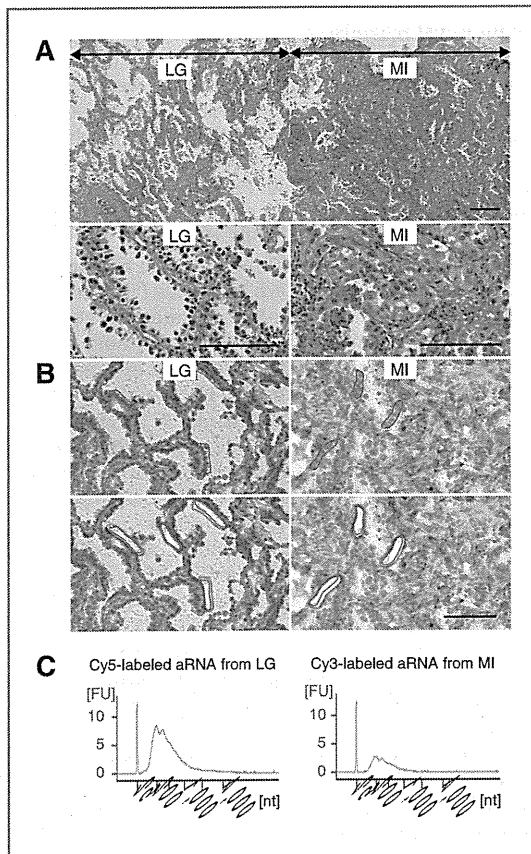 A
LG MI
LG MI
B
LG MI
C
Cy5-labeled aRNA from LG Cy3-labeled aRNA from MI
[FU] [FU]
10 10
5 5
0 0
[nt] [nt]